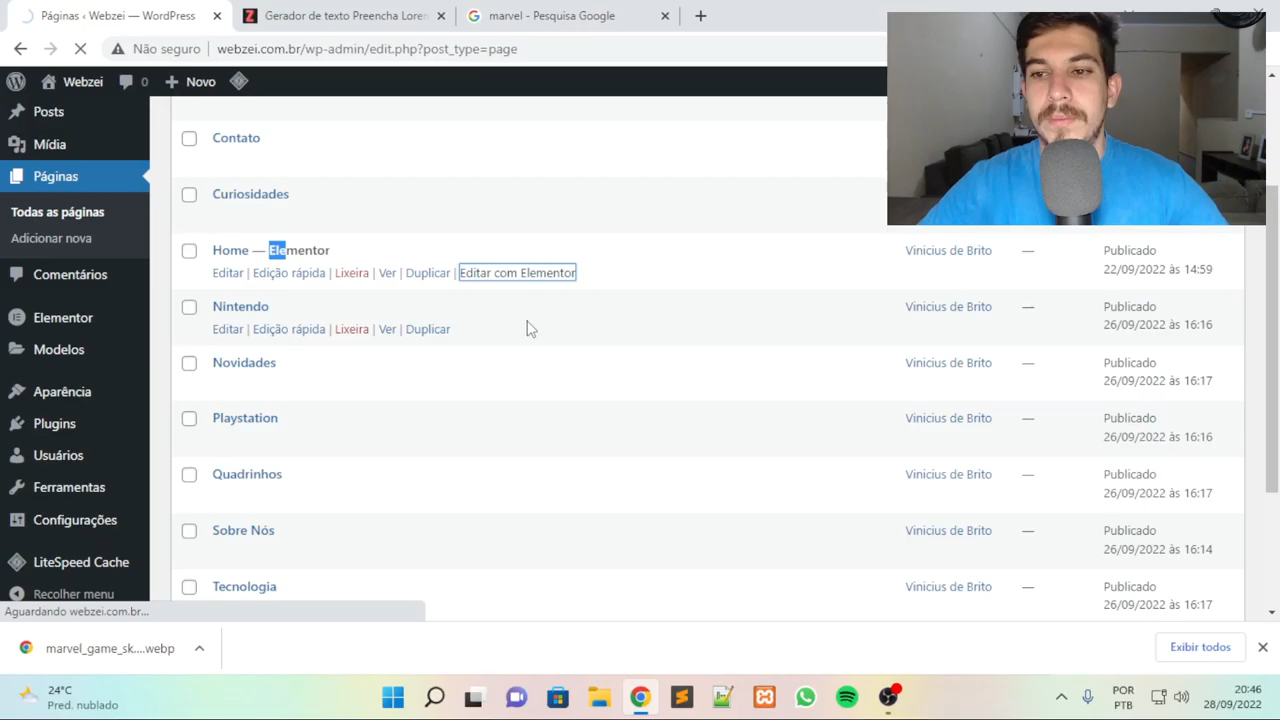 Páginas ‹ Webzei — WordPress
Gerador de texto Preencha Loren
marvel - Pesquisa Google
Não seguro
webzei.com.br/wp-admin/edit.php?post_type=page
Webzei
0
Novo
Posts
Mídia
Páginas
Todas as páginas
Adicionar nova
Comentários
Elementor
Modelos
Aparência
Plugins
Usuários
Ferramentas
Configurações
LiteSpeed Cache
Recolher menu
Contato
Curiosidades
Home — Elementor
Vinicius de Brito — Publicado
22/09/2022 às 14:59
Editar | Edição rápida | Lixeira | Ver | Duplicar | Editar com Elementor
Nintendo
Vinicius de Brito — Publicado
26/09/2022 às 16:16
Editar | Edição rápida | Lixeira | Ver | Duplicar
Novidades
Vinicius de Brito — Publicado
26/09/2022 às 16:17
Playstation
Vinicius de Brito — Publicado
26/09/2022 às 16:16
Quadrinhos
Vinicius de Brito — Publicado
26/09/2022 às 16:17
Sobre Nós
Vinicius de Brito — Publicado
26/09/2022 às 16:14
Tecnologia
Vinicius de Brito — Publicado
26/09/2022 às 16:17
Aguardando webzei.com.br...
marvel_game_sk....webp
Exibir todos
24°C
Pred. nublado
POR
PTB
20:46
28/09/2022